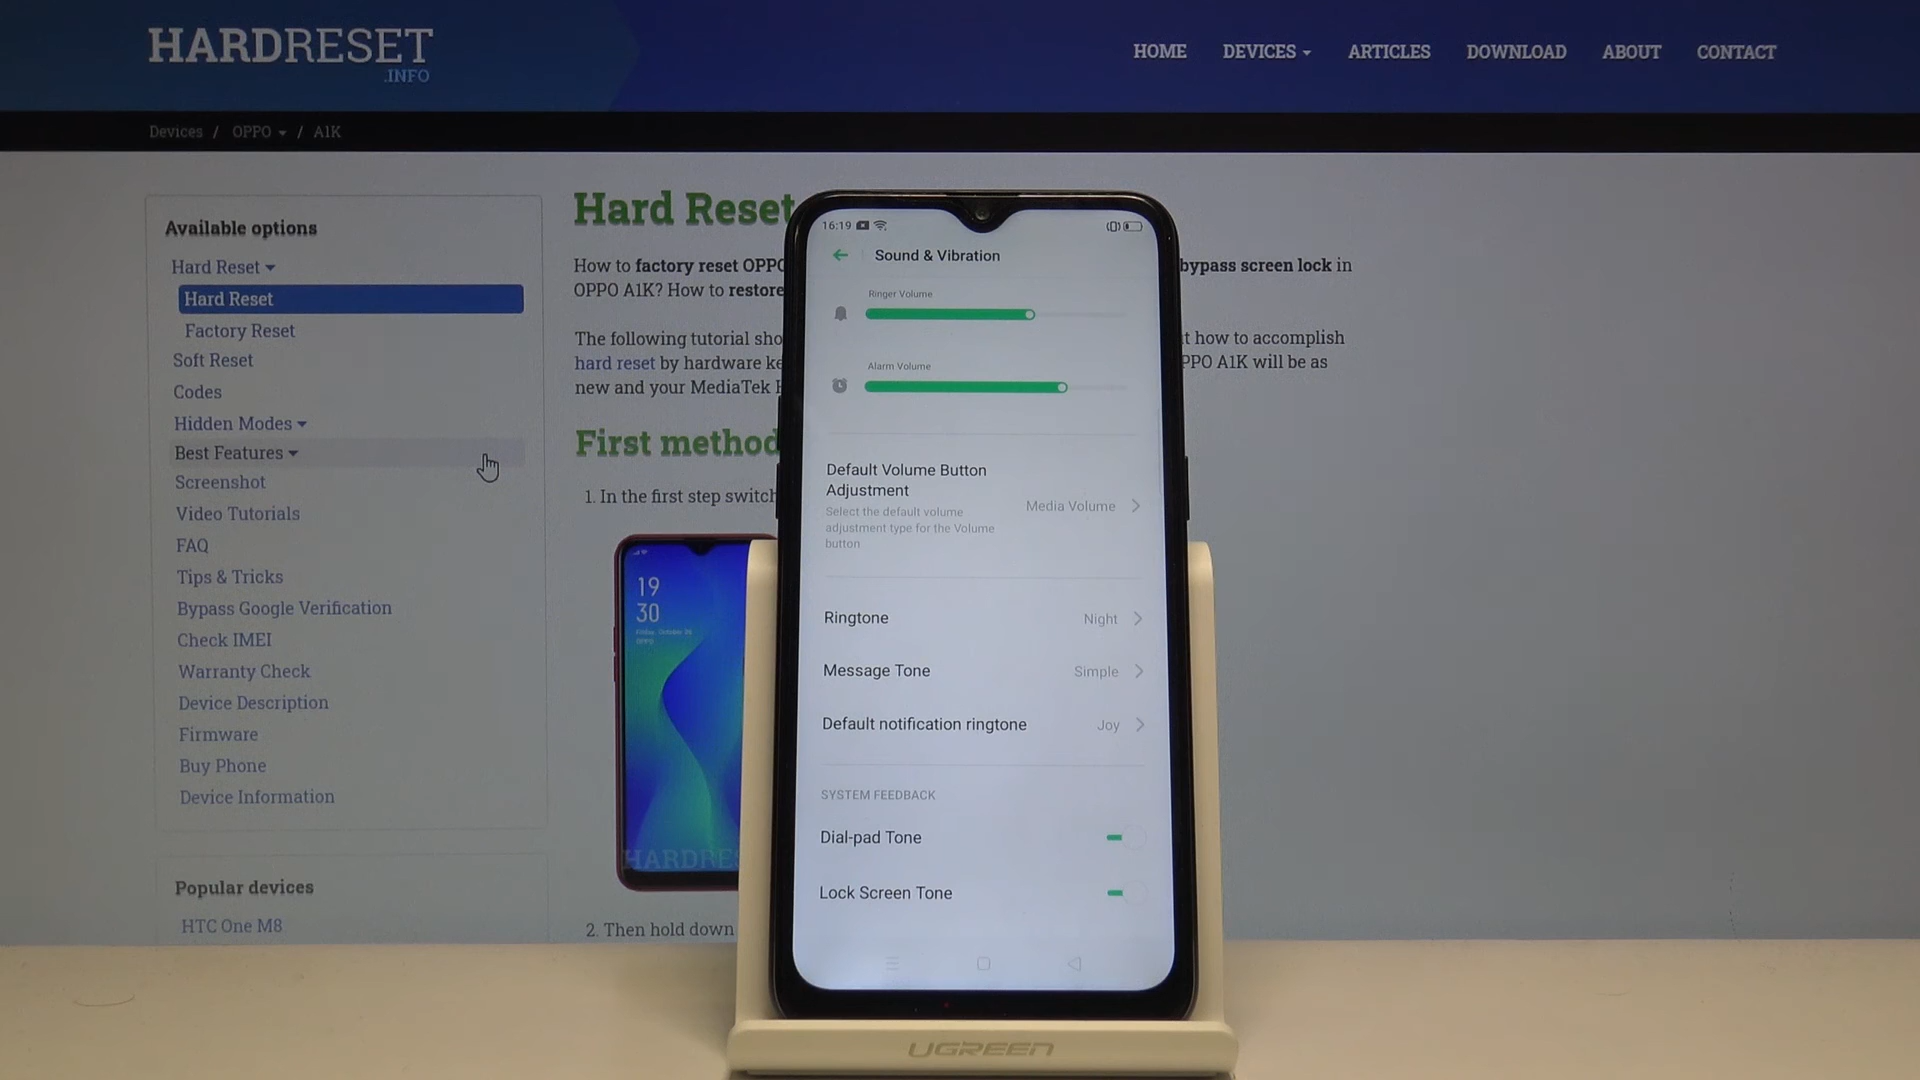 HARDRESET
.INFO
HOME DEVICES ARTICLES DOWNLOAD ABOUT CONTACT
Devices / OPPO / A1K
Available options
Hard Reset
Hard Reset
Factory Reset
Soft Reset
Codes
Hidden Modes
Best Features
Screenshot
Video Tutorials
FAQ
Tips & Tricks
Bypass Google Verification
Check IMEI
Warranty Check
Device Description
Firmware
Buy Phone
Device Information
Popular devices
HTC One M8
Hard Reset
How to factory reset OPPO bypass screen lock in
OPPO A1K? How to restore
The following tutorial sho t how to accomplish
hard reset by hardware ke PPO A1K will be as
new and your MediaTek
First method
1. In the first step switch
19
30
OPPO
HARDRES
2. Then hold down
16:19
Sound & Vibration
Ringer Volume
Alarm Volume
Default Volume Button
Adjustment
Media Volume
Select the default volume
adjustment type for the Volume
button
Ringtone Night
Message Tone Simple
Default notification ringtone Joy
SYSTEM FEEDBACK
Dial-pad Tone
Lock Screen Tone
UGREEN